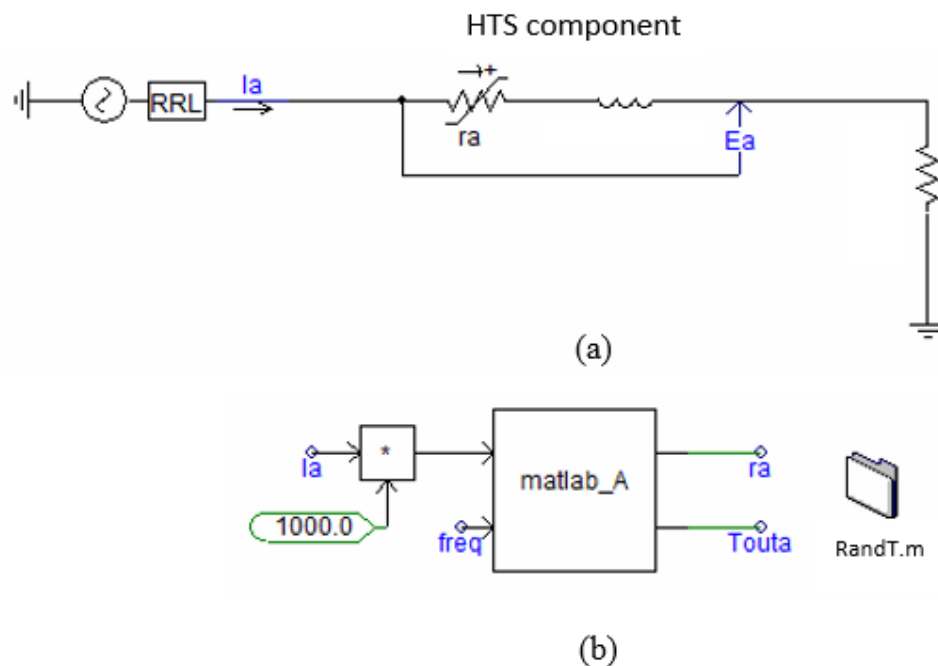 HTS component
Ia
RRL
ra
Ea
(a)
Ia
*
matlab_A
ra
1000.0
freq
Touta
RandT.m
(b)